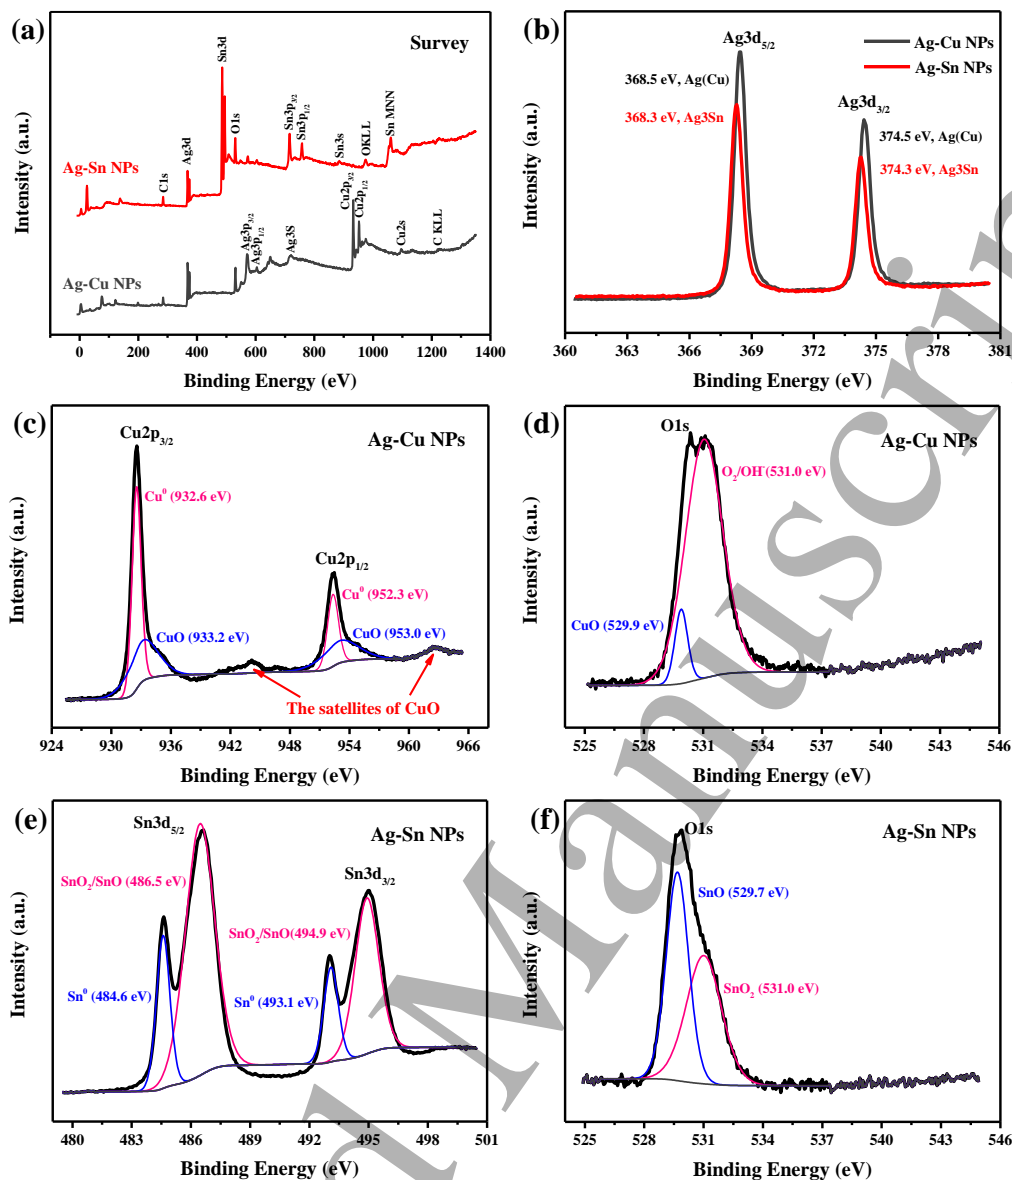 (a)
Survey
Sn3d
O1s
Sn3p3/2
Sn3p1/2
Sn3s
OKLL
Sn MNN
Ag3d
C1s
Ag-Sn NPs
Cu2p3/2
Cu2p1/2
Ag3p3/2
Ag3p1/2
Ag3S
Cu2s
C KLL
Ag-Cu NPs
Intensity (a.u.)
0 200 400 600 800 1000 1200 1400
Binding Energy (eV)
(b)
Ag3d5/2
Ag-Cu NPs
Ag-Sn NPs
368.5 eV, Ag(Cu)
368.3 eV, Ag3Sn
Ag3d3/2
374.5 eV, Ag(Cu)
374.3 eV, Ag3Sn
Intensity (a.u.)
360 363 366 369 372 375 378 381
Binding Energy (eV)
(c)
Cu2p3/2
Ag-Cu NPs
Cu0 (932.6 eV)
Cu2p1/2
Cu0 (952.3 eV)
CuO (933.2 eV)
CuO (953.0 eV)
The satellites of CuO
Intensity (a.u.)
924 930 936 942 948 954 960 966
Binding Energy (eV)
(d)
O1s
Ag-Cu NPs
O2/OH-(531.0 eV)
CuO (529.9 eV)
Intensity (a.u.)
525 528 531 534 537 540 543 546
Binding Energy (eV)
(e)
Sn3d5/2
Ag-Sn NPs
SnO2/SnO (486.5 eV)
Sn3d3/2
SnO2/SnO(494.9 eV)
Sn0 (484.6 eV)
Sn0 (493.1 eV)
Intensity (a.u.)
480 483 486 489 492 495 498 501
Binding Energy (eV)
(f)
O1s
Ag-Sn NPs
SnO (529.7 eV)
SnO2 (531.0 eV)
Intensity (a.u.)
525 528 531 534 537 540 543 546
Binding Energy (eV)
d Manuscrip